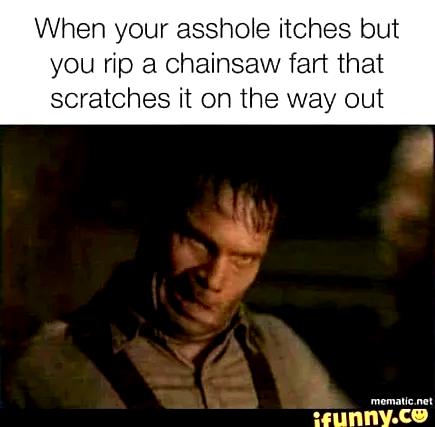 When your asshole itches but
you rip a chainsaw fart that
scratches it on the way out
mematic.net
ifunny.co